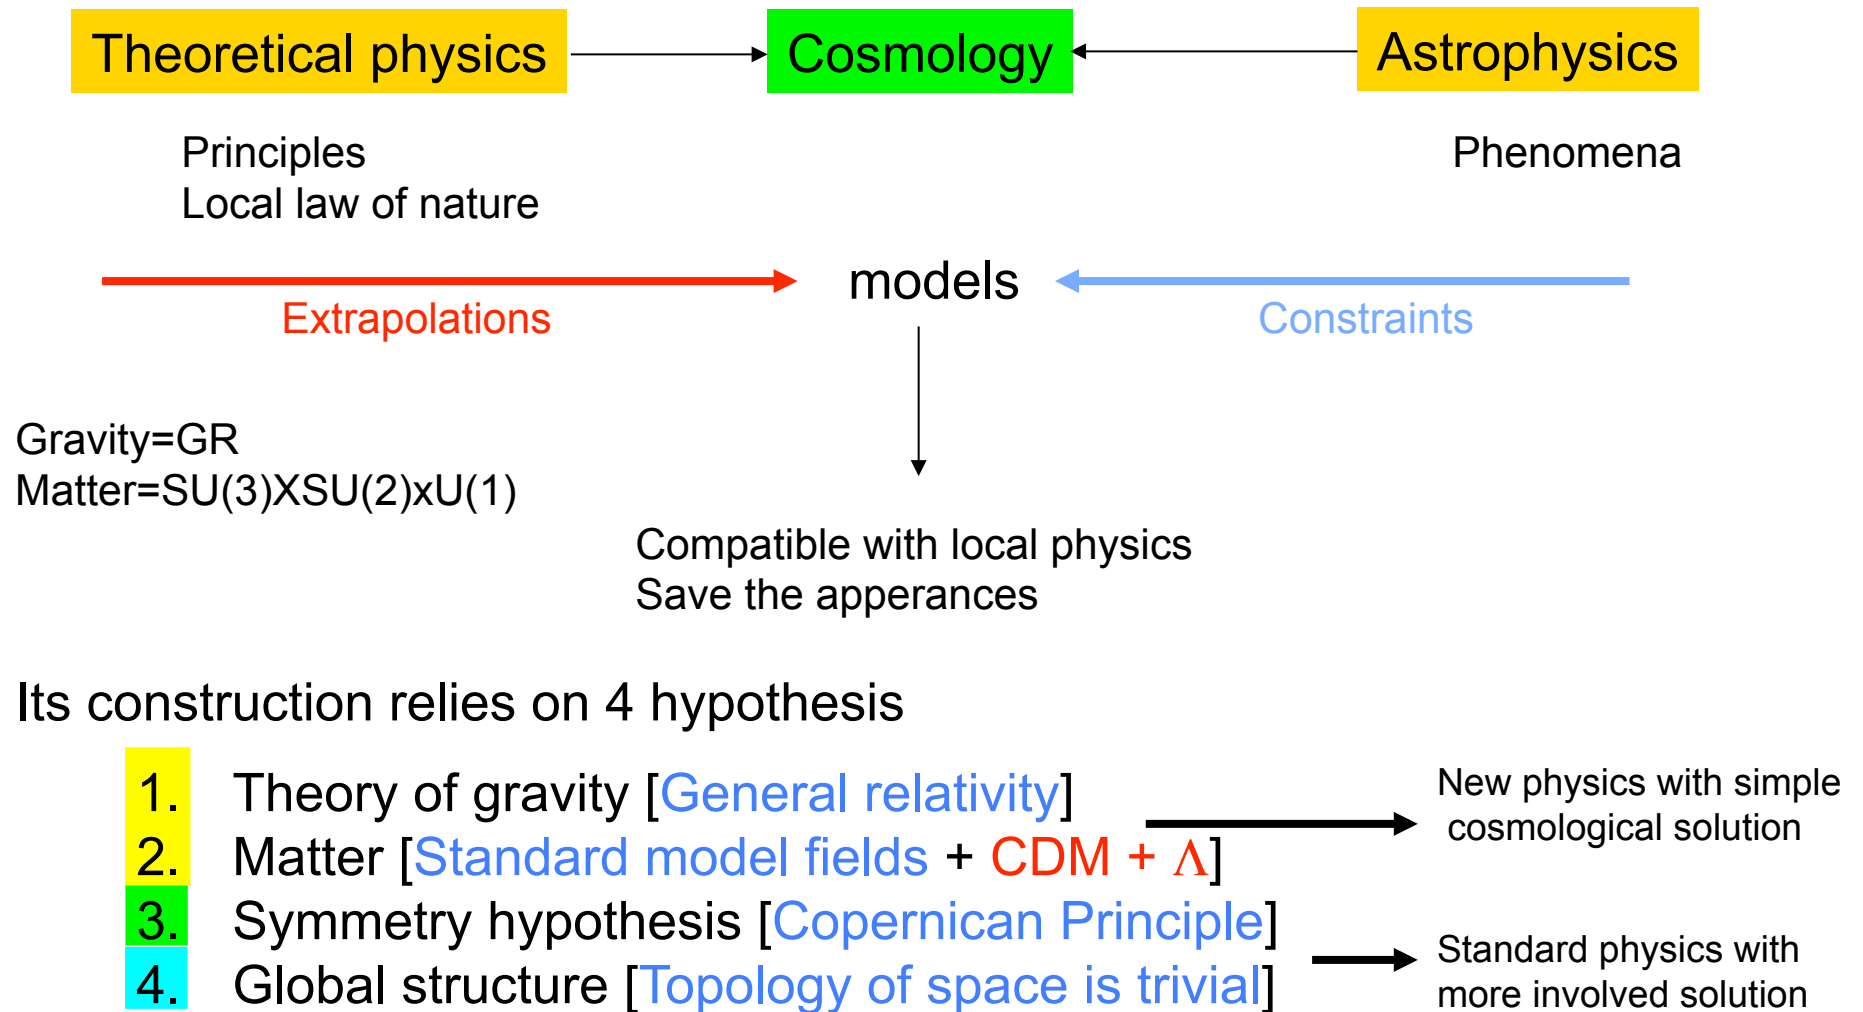 Theoretical physics
Cosmology
Astrophysics
Principles
Local law of nature
Phenomena
models
Extrapolations
Constraints
Gravity=GR
Matter=SU(3)XSU(2)xU(1)
Compatible with local physics
Save the apperances
Its construction relies on 4 hypothesis
1. Theory of gravity [General relativity]
2. Matter [Standard model fields + CDM + Λ]
New physics with simple
cosmological solution
3. Symmetry hypothesis [Copernican Principle]
4. Global structure [Topology of space is trivial]
Standard physics with
more involved solution